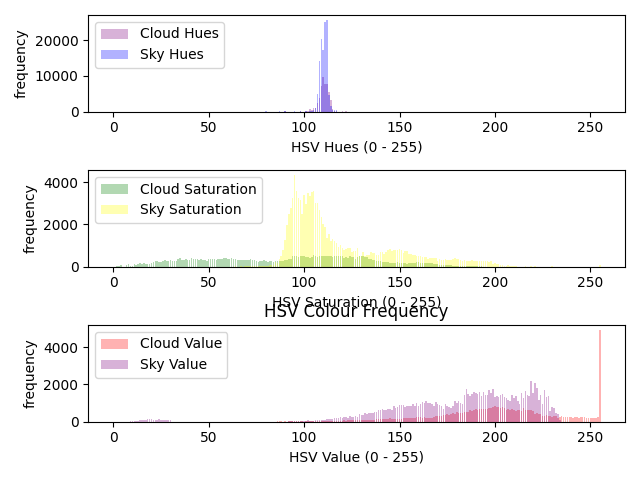 Cloud Hues
Sky Hues
frequency
20000
10000
0
0 50 100 150 200 250
HSV Hues (0 - 255)
Cloud Saturation
Sky Saturation
frequency
4000
2000
0
0 50 100 150 200 250
HSV Saturation (0 - 255)
HSV Colour Frequency
Cloud Value
Sky Value
frequency
4000
2000
0
0 50 100 150 200 250
HSV Value (0 - 255)